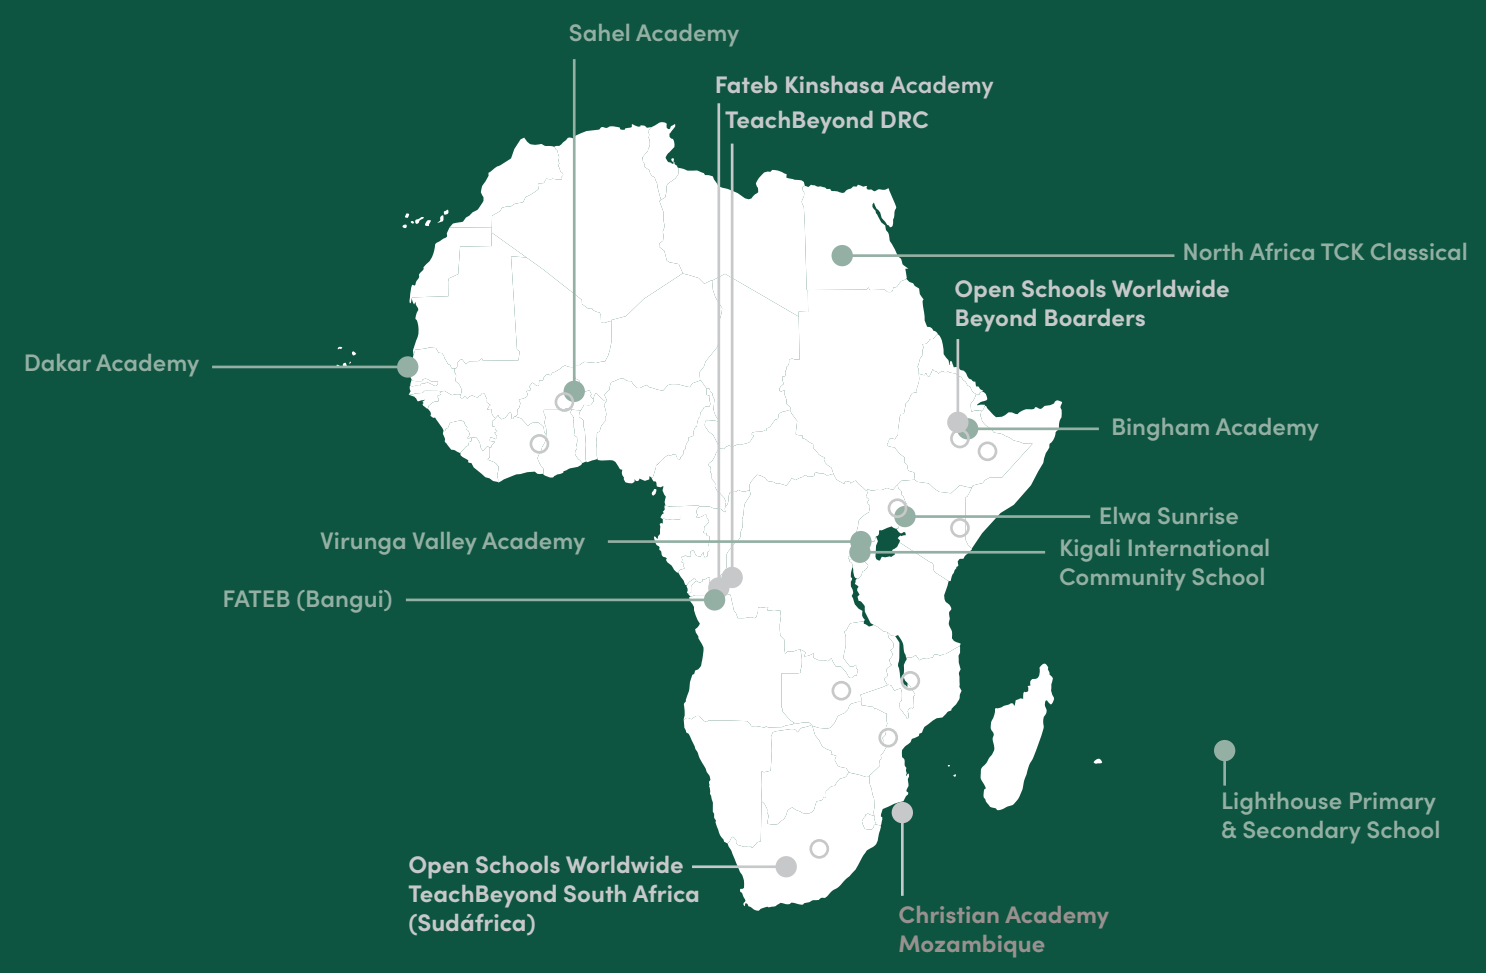 Sahel Academy
Fateb Kinshasa Academy
TeachBeyond DRC
North Africa TCK Classical
Open Schools Worldwide
Beyond Boarders
Dakar Academy
Bingham Academy
Elwa Sunrise
Virunga Valley Academy
Kigali International
Community School
FATEB (Bangui)
Lighthouse Primary
& Secondary School
Open Schools Worldwide
TeachBeyond South Africa
(Sudáfrica)
Christian Academy
Mozambique